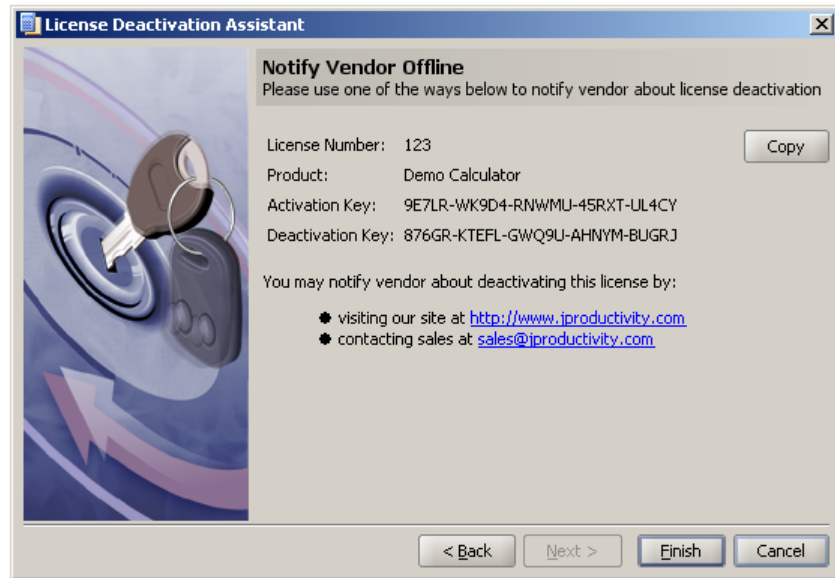 License Deactivation Assistant
Notify Vendor Offline
Please use one of the ways below to notify vendor about license deactivation
License Number: 123
Copy
Product: Demo Calculator
Activation Key: 9E7LR-WK9D4-RNWMU-45RXT-UL4CY
Deactivation Key: 876GR-KTEFL-GWQ9U-AHNYM-BUGRJ
You may notify vendor about deactivating this license by:
● visiting our site at http://www.jproductivity.com
● contacting sales at sales@jproductivity.com
< Back Next > Finish Cancel